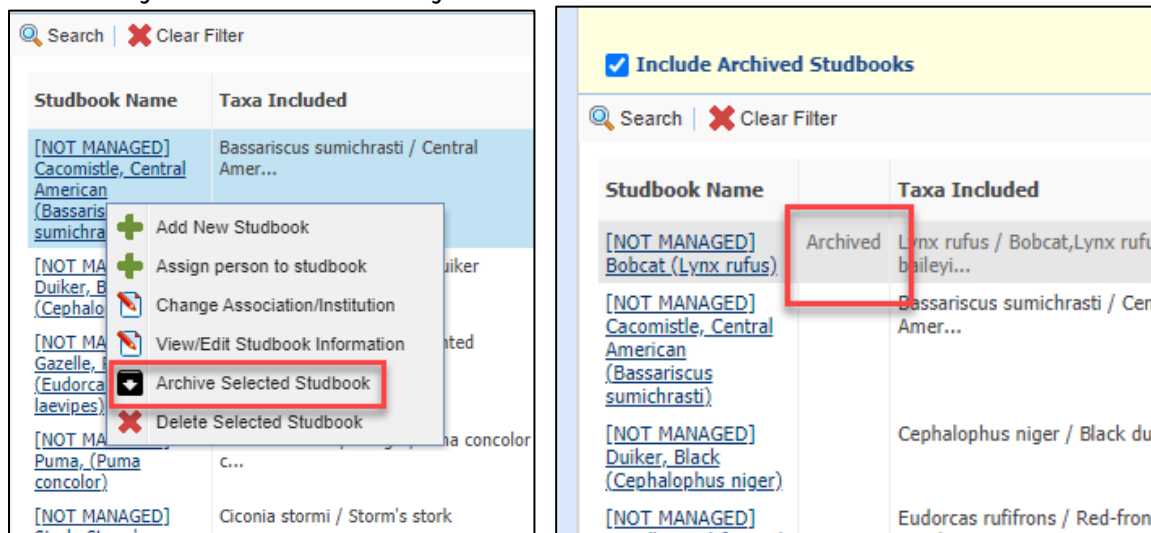 Search | Clear Filter
Studbook Name Taxa Included
[NOT MANAGED] Bassariscus sumichrasti / Central
Cacomistle, Central Amer...
American
(Bassaris
sumichra
Add New Studbook
Assign person to studbook
Change Association/Institution
View/Edit Studbook Information
Archive Selected Studbook
Delete Selected Studbook
[NOT MA uiker
Duiker, B
(Cephalo
[NOT MA nted
Gazelle,
(Eudorca
laevipes)
[NOT MA a concolor
Puma, (Puma c...
concolor)
[NOT MANAGED] Ciconia stormi / Storm's stork
Include Archived Studbooks
Search | Clear Filter
Studbook Name Taxa Included
[NOT MANAGED] Archived Lynx rufus / Bobcat,Lynx rufu
Bobcat (Lynx rufus) baileyi...
[NOT MANAGED] Bassariscus sumichrasti / Cen
Cacomistle, Central Amer...
American
(Bassariscus
sumichrasti)
[NOT MANAGED] Cephalophus niger / Black du
Duiker, Black
(Cephalophus niger)
[NOT MANAGED] Eudorcas rufifrons / Red-fron